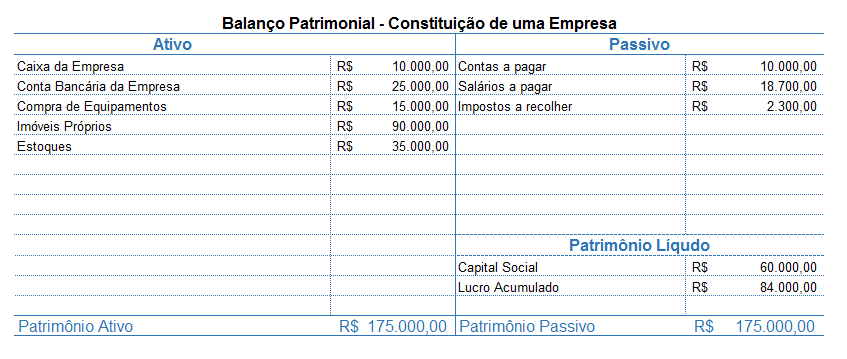 Balanço Patrimonial - Constituição de uma Empresa
Ativo Passivo
Caixa da Empresa R$ 10.000,00 Contas a pagar R$ 10.000,00
Conta Bancária da Empresa R$ 25.000,00 Salários a pagar R$ 18.700,00
Compra de Equipamentos R$ 15.000,00 Impostos a recolher R$ 2.300,00
Imóveis Próprios R$ 90.000,00
Estoques R$ 35.000,00
Patrimônio Líqudo
Capital Social R$ 60.000,00
Lucro Acumulado R$ 84.000,00
Patrimônio Ativo R$ 175.000,00 Patrimônio Passivo R$ 175.000,00